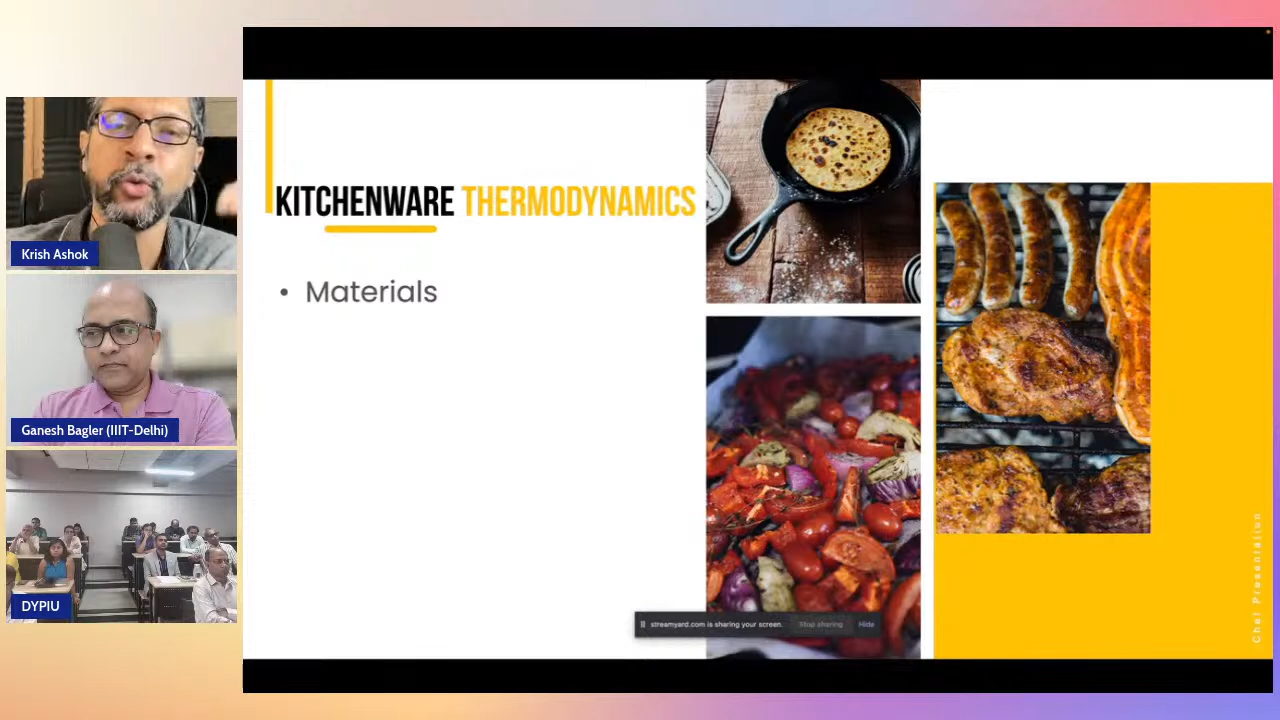 Krish Ashok
Ganesh Bagler (IIIT-Delhi)
DYPIU
KITCHENWARE THERMODYNAMICS
• Materials
streamyard.com is sharing your screen. Stop sharing Hide
Chef Presentation